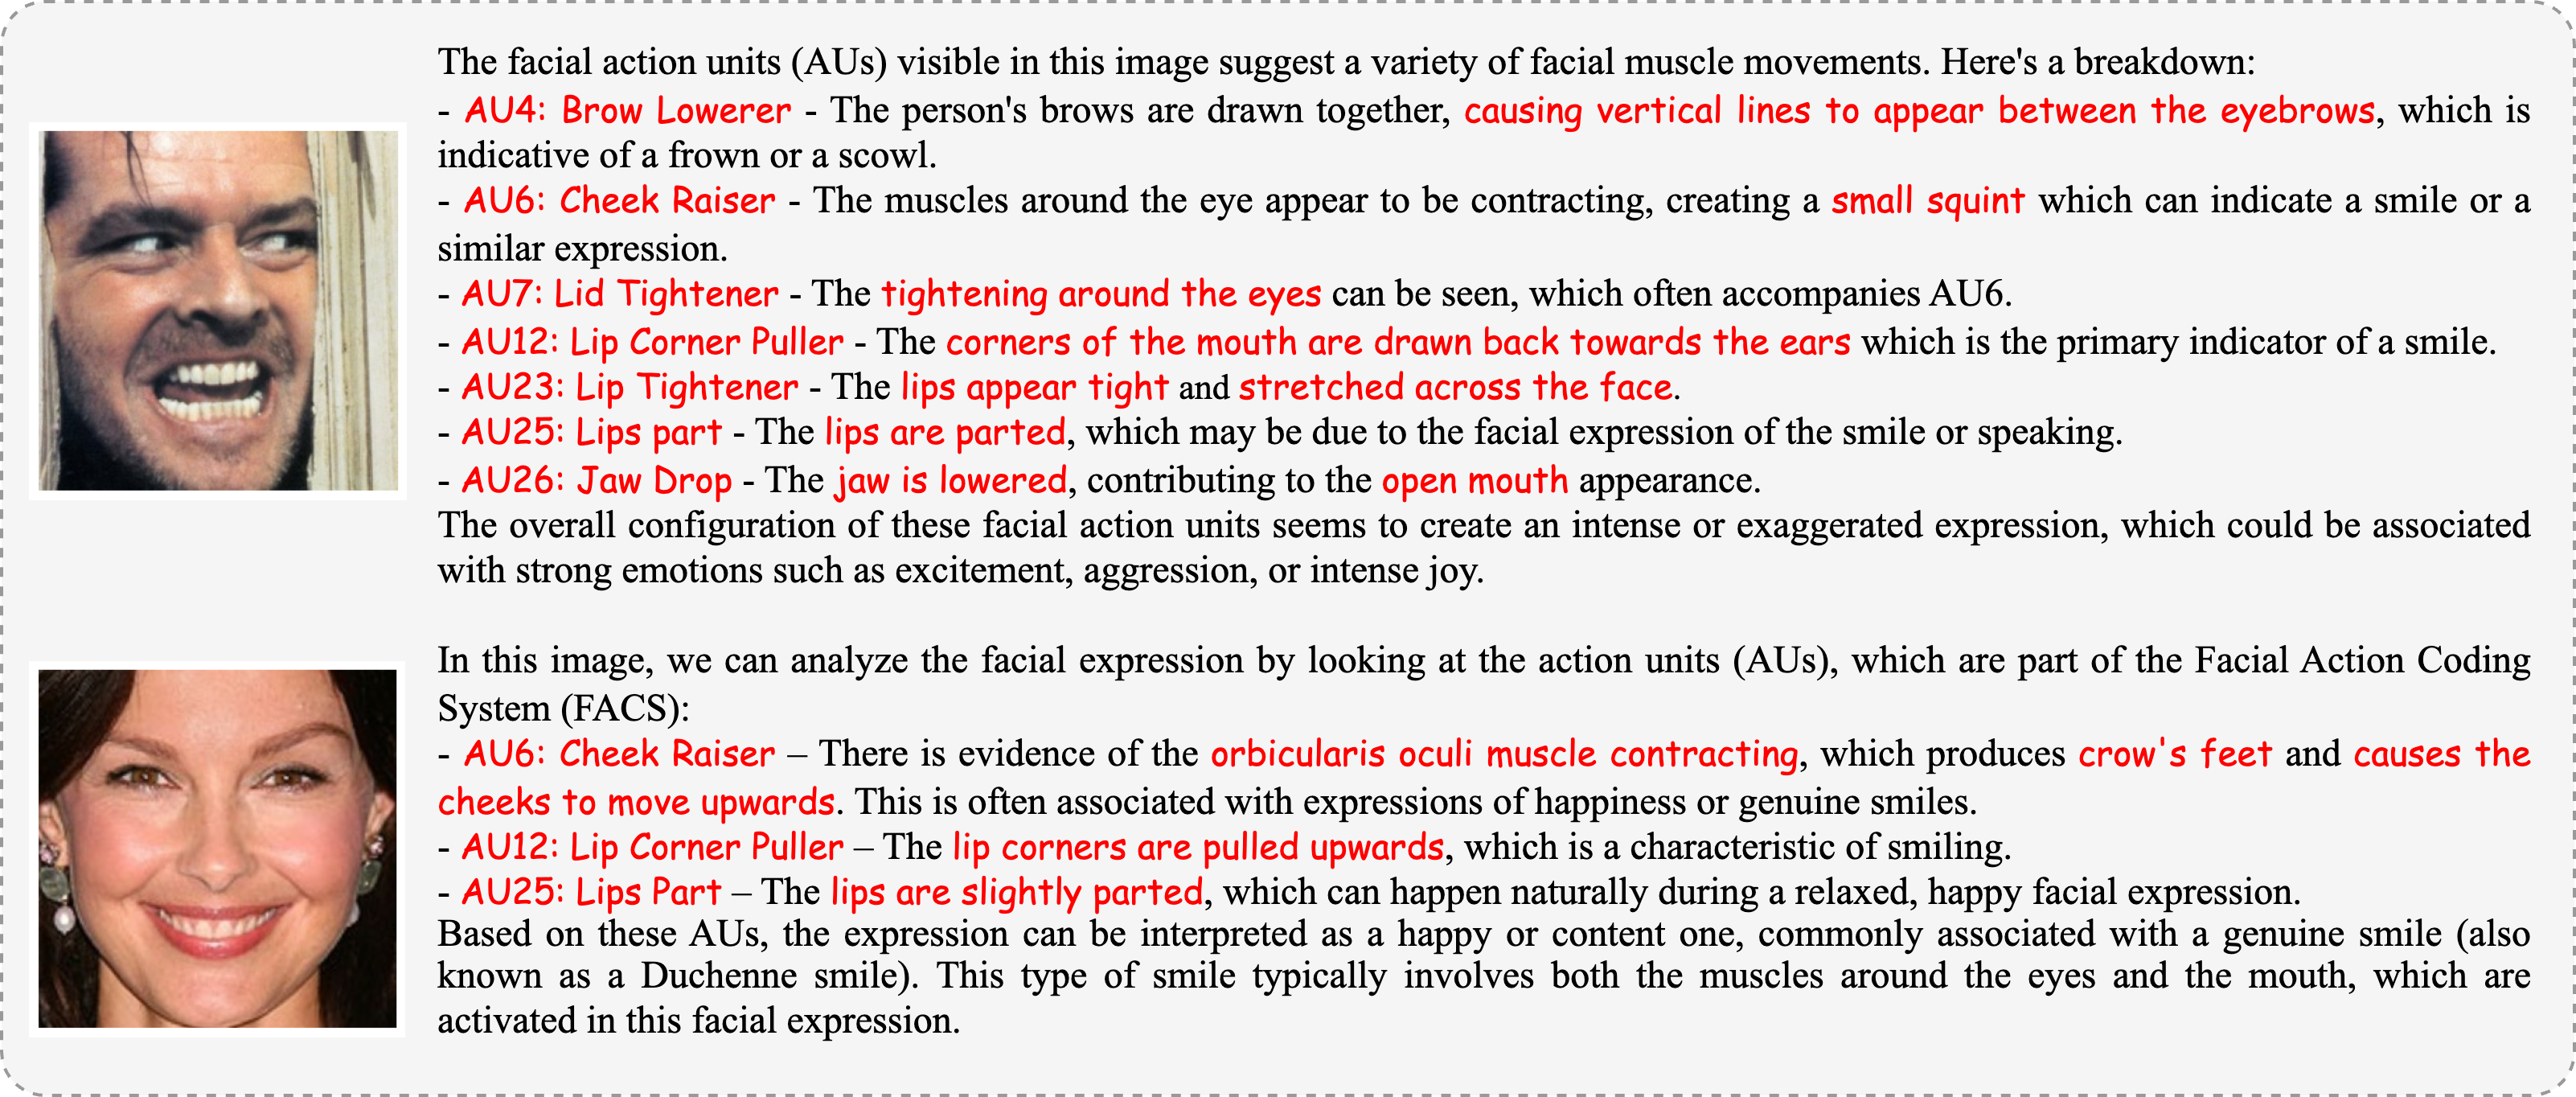 The facial action units (AUs) visible in this image suggest a variety of facial muscle movements. Here's a breakdown:
- AU4: Brow Lowerer - The person's brows are drawn together, causing vertical lines to appear between the eyebrows, which is
indicative of a frown or a scowl.
- AU6: Cheek Raiser - The muscles around the eye appear to be contracting, creating a small squint which can indicate a smile or a
similar expression.
- AU7: Lid Tightener - The tightening around the eyes can be seen, which often accompanies AU6.
- AU12: Lip Corner Puller - The corners of the mouth are drawn back towards the ears which is the primary indicator of a smile.
- AU23: Lip Tightener - The lips appear tight and stretched across the face.
- AU25: Lips part - The lips are parted, which may be due to the facial expression of the smile or speaking.
- AU26: Jaw Drop - The jaw is lowered, contributing to the open mouth appearance.
The overall configuration of these facial action units seems to create an intense or exaggerated expression, which could be associated
with strong emotions such as excitement, aggression, or intense joy.
In this image, we can analyze the facial expression by looking at the action units (AUs), which are part of the Facial Action Coding
System (FACS):
- AU6: Cheek Raiser – There is evidence of the orbicularis oculi muscle contracting, which produces crow's feet and causes the
cheeks to move upwards. This is often associated with expressions of happiness or genuine smiles.
- AU12: Lip Corner Puller – The lip corners are pulled upwards, which is a characteristic of smiling.
- AU25: Lips Part – The lips are slightly parted, which can happen naturally during a relaxed, happy facial expression.
Based on these AUs, the expression can be interpreted as a happy or content one, commonly associated with a genuine smile (also
known as a Duchenne smile). This type of smile typically involves both the muscles around the eyes and the mouth, which are
activated in this facial expression.